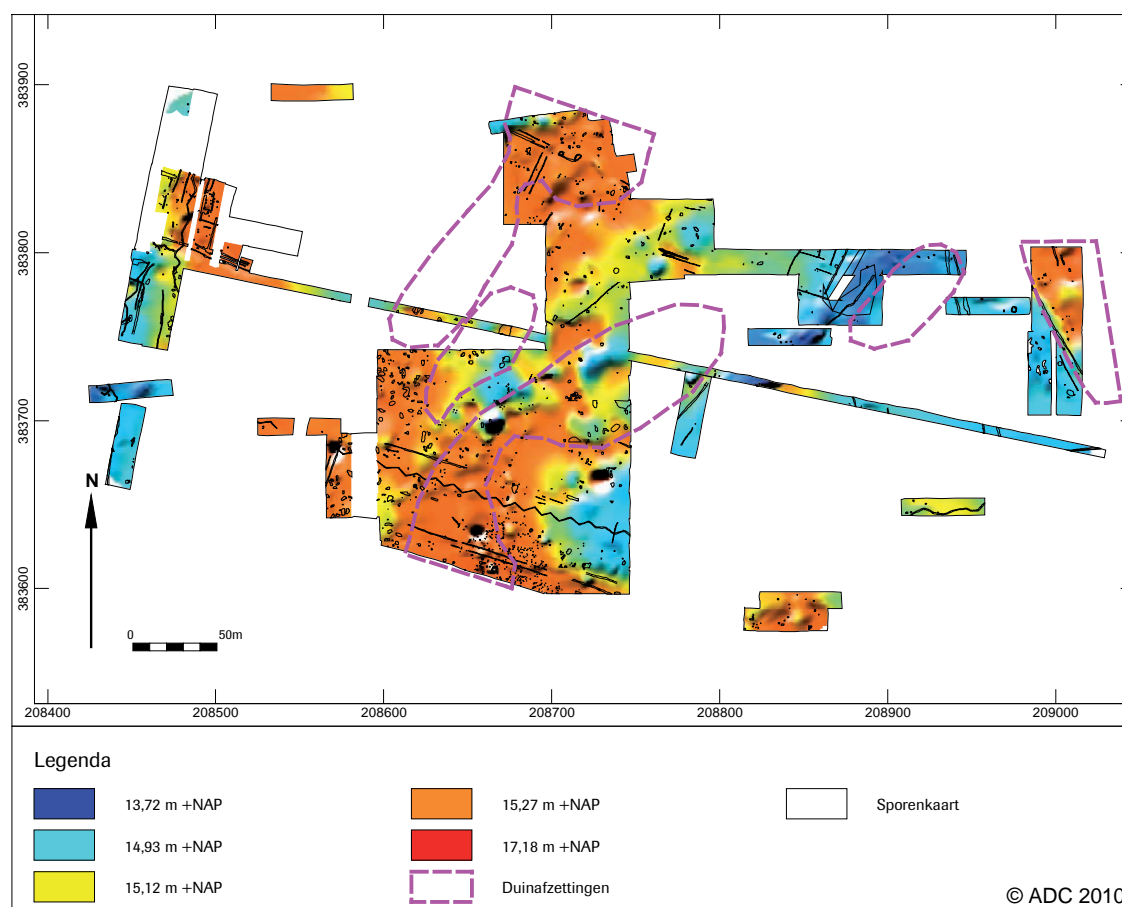 383900
383800
383700
383600
N
0 50m
208400 208500 208600 208700 208800 208900 209000
Legenda
13,72 m +NAP
14,93 m +NAP
15,12 m +NAP
15,27 m +NAP
17,18 m +NAP
Duinafzettingen
Sporenkaart
© ADC 2010